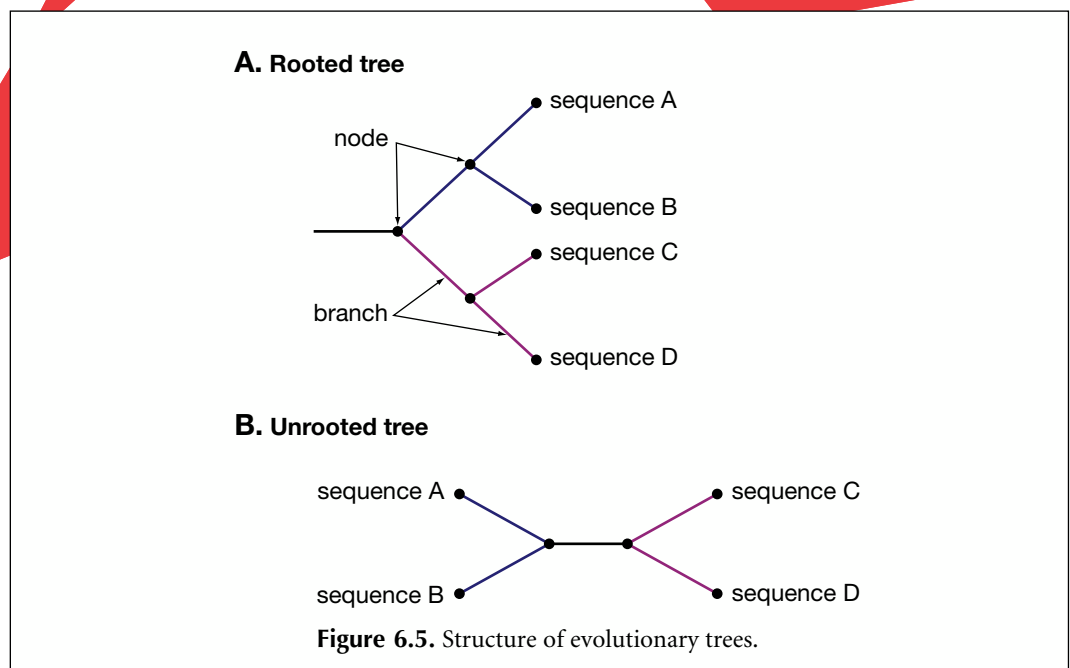 A. Rooted tree
sequence A
node
sequence B
sequence C
branch
sequence D
B. Unrooted tree
sequence A
sequence C
sequence B
sequence D
Figure 6.5. Structure of evolutionary trees.